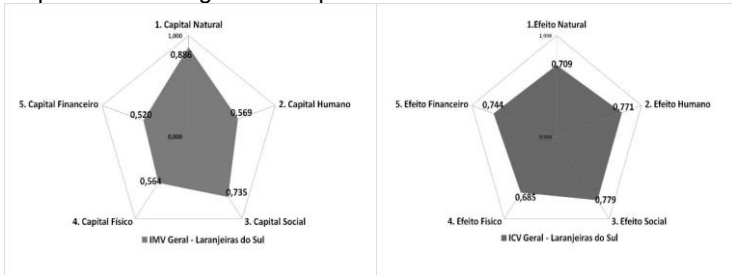 1. Capital Natural
1,000
0,886
5. Capital Financeiro
0,520
0,569
2. Capital Humano
0,000
0,564
0,735
4. Capital Físico
3. Capital Social
IMV Geral - Laranjeiras do Sul
1.Efeito Natural
1,000
0,709
5. Efeito Financeiro
0,744
0,771
2. Efeito Humano
0,000
0,685
0,779
4. Efeito Físico
3. Efeito Social
ICV Geral - Laranjeiras do Sul